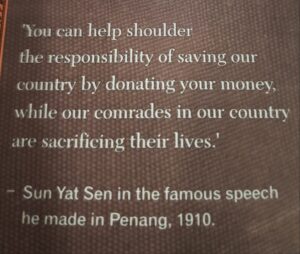 'You can help shoulder
the responsibility of saving our
country by donating your money,
while our comrades in our country
are sacrificing their lives.'
- Sun Yat Sen in the famous speech
he made in Penang, 1910.